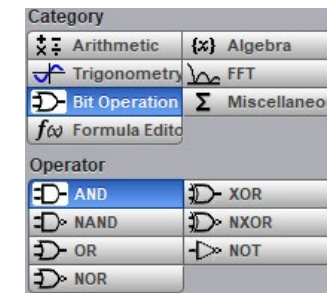 Category
Arithmetic {x} Algebra
Trigonometry FFT
Bit Operation Σ Miscellaneo
f(x) Formula Edito
Operator
AND XOR
NAND NXOR
OR NOT
NOR